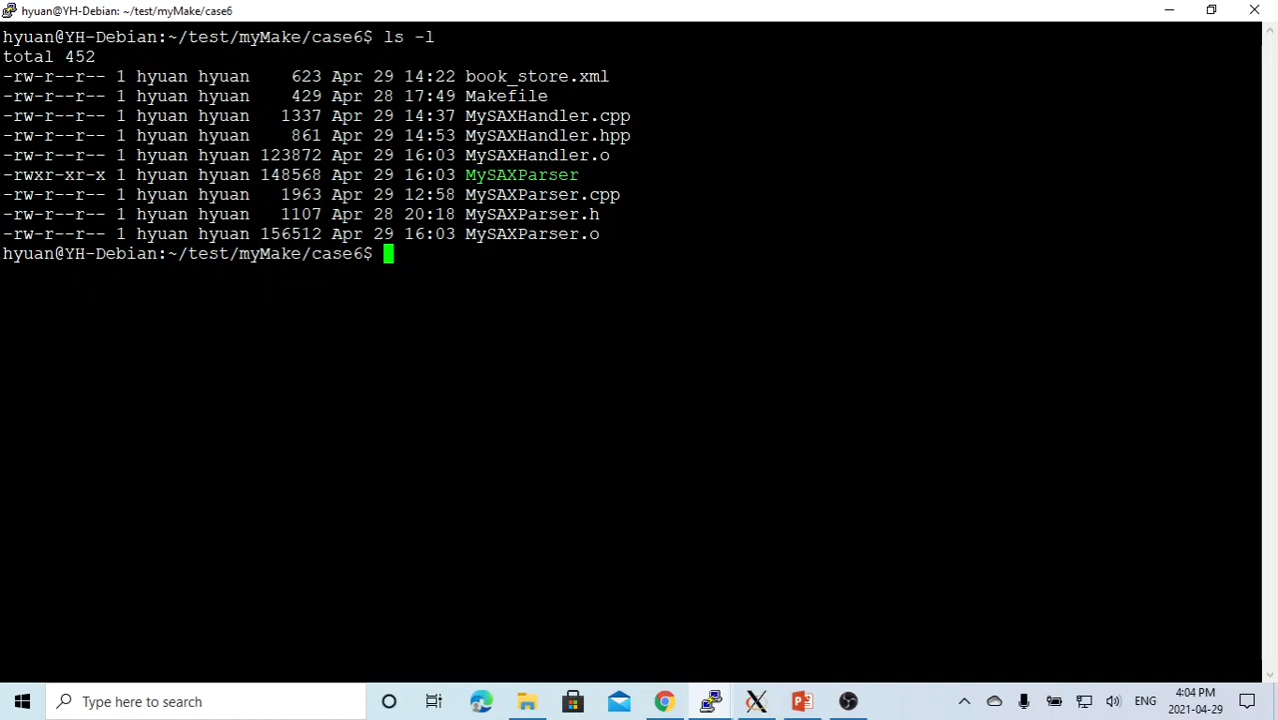 hyuan@YH-Debian: ~/test/myMake/case6
hyuan@YH-Debian:~/test/myMake/case6$ ls -l
total 452
-rw-r--r-- 1 hyuan hyuan    623 Apr 29 14:22 book_store.xml
-rw-r--r-- 1 hyuan hyuan    429 Apr 28 17:49 Makefile
-rw-r--r-- 1 hyuan hyuan   1337 Apr 29 14:37 MySAXHandler.cpp
-rw-r--r-- 1 hyuan hyuan    861 Apr 29 14:53 MySAXHandler.hpp
-rw-r--r-- 1 hyuan hyuan 123872 Apr 29 16:03 MySAXHandler.o
-rwxr-xr-x 1 hyuan hyuan 148568 Apr 29 16:03 MySAXParser
-rw-r--r-- 1 hyuan hyuan   1963 Apr 29 12:58 MySAXParser.cpp
-rw-r--r-- 1 hyuan hyuan   1107 Apr 28 20:18 MySAXParser.h
-rw-r--r-- 1 hyuan hyuan 156512 Apr 29 16:03 MySAXParser.o
hyuan@YH-Debian:~/test/myMake/case6$
Type here to search
ENG
4:04 PM
2021-04-29